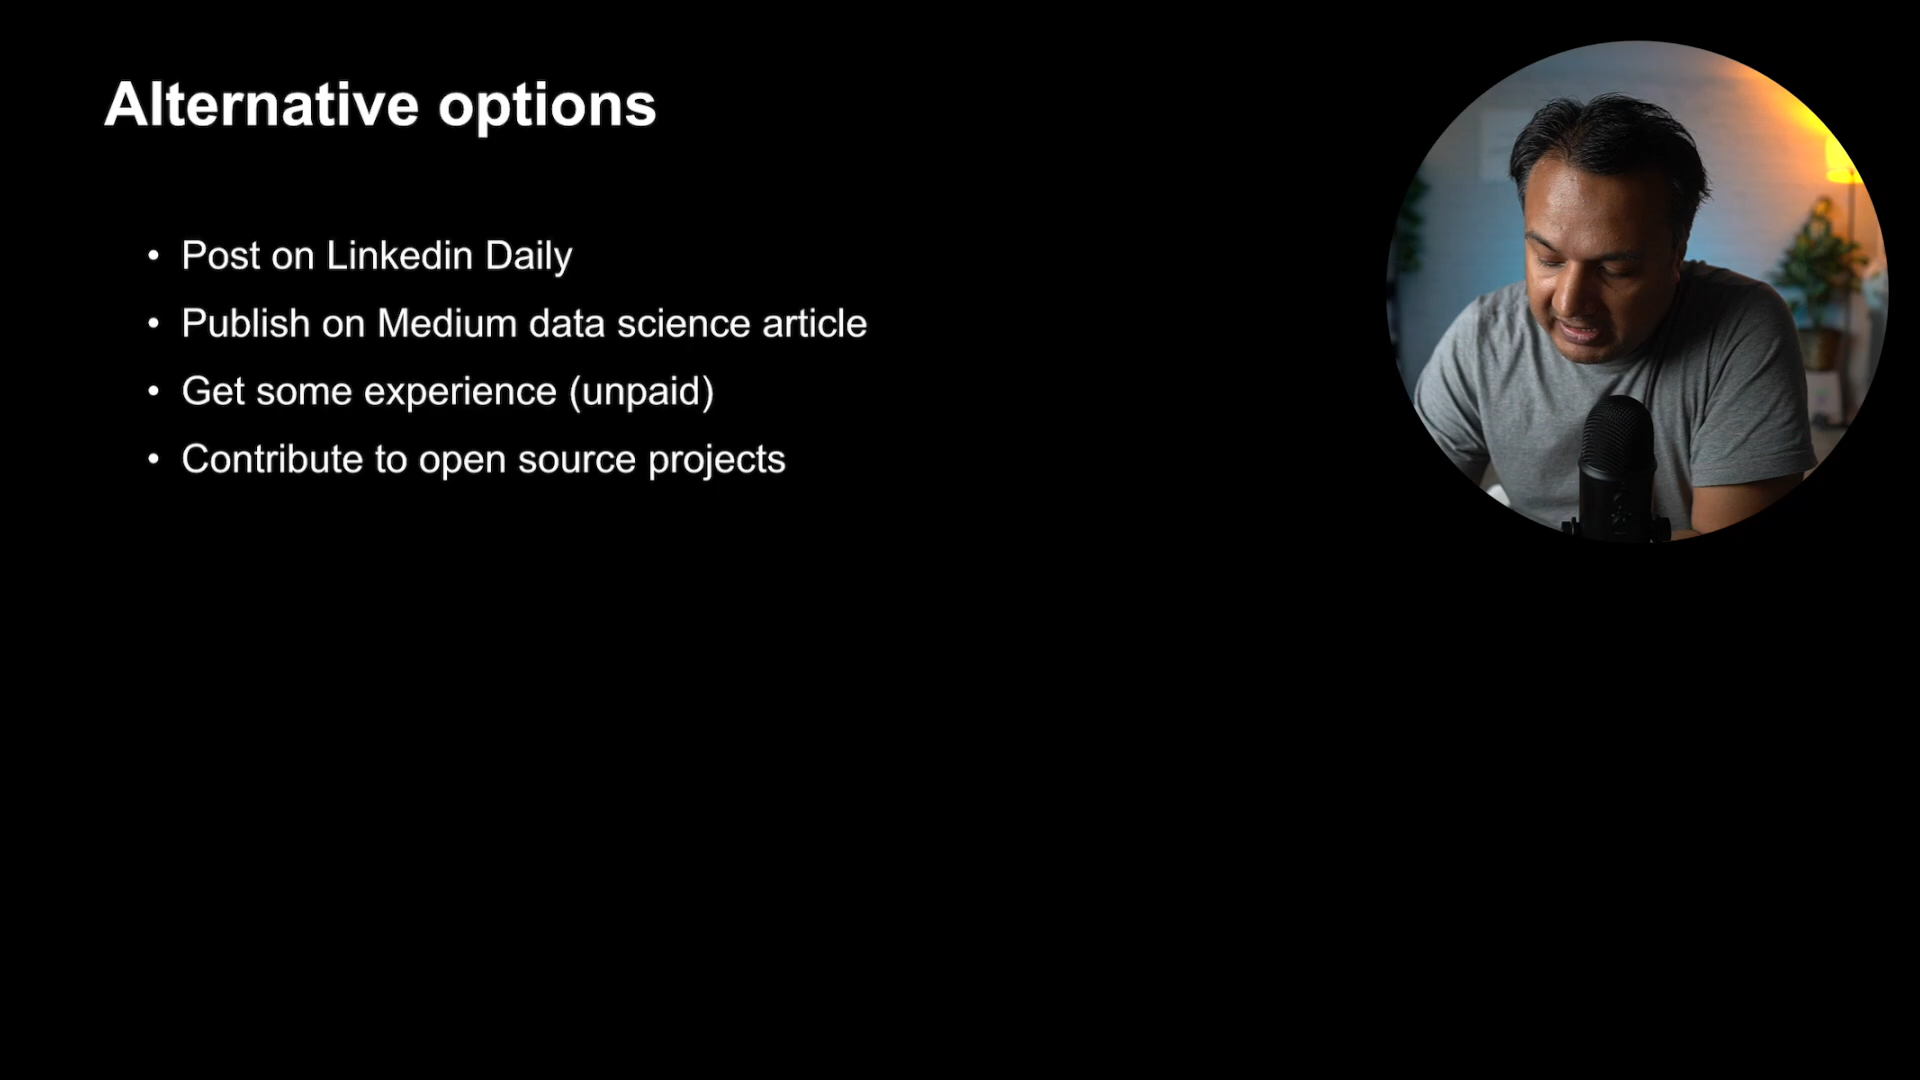 Alternative options
• Post on Linkedin Daily
• Publish on Medium data science article
• Get some experience (unpaid)
• Contribute to open source projects